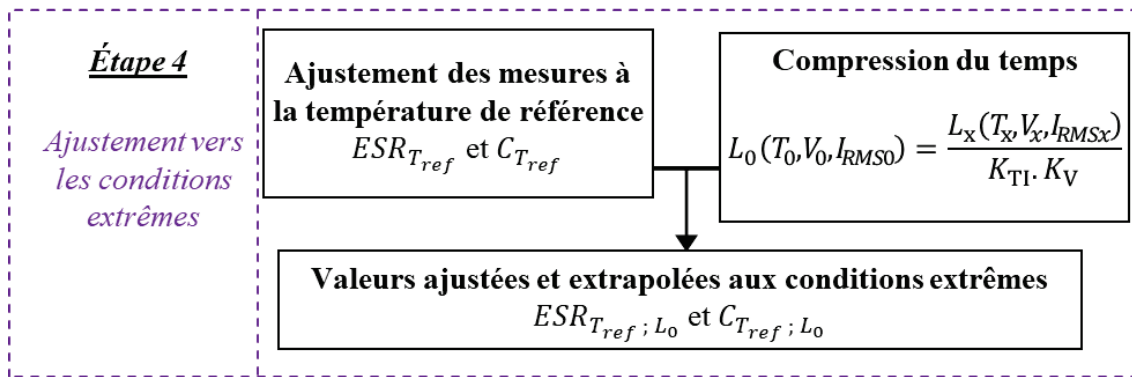 Étape 4
Ajustement vers
les conditions
extrêmes
Ajustement des mesures à
la température de référence
ESR_{T_{ref}} et C_{T_{ref}}
Compression du temps
L_0(T_0,V_0,I_{RMS0}) = \frac{L_x(T_x,V_x,I_{RMSx})}{K_{TI}.K_V}
Valeurs ajustées et extrapolées aux conditions extrêmes
ESR_{T_{ref} ; L_0} et C_{T_{ref} ; L_0}